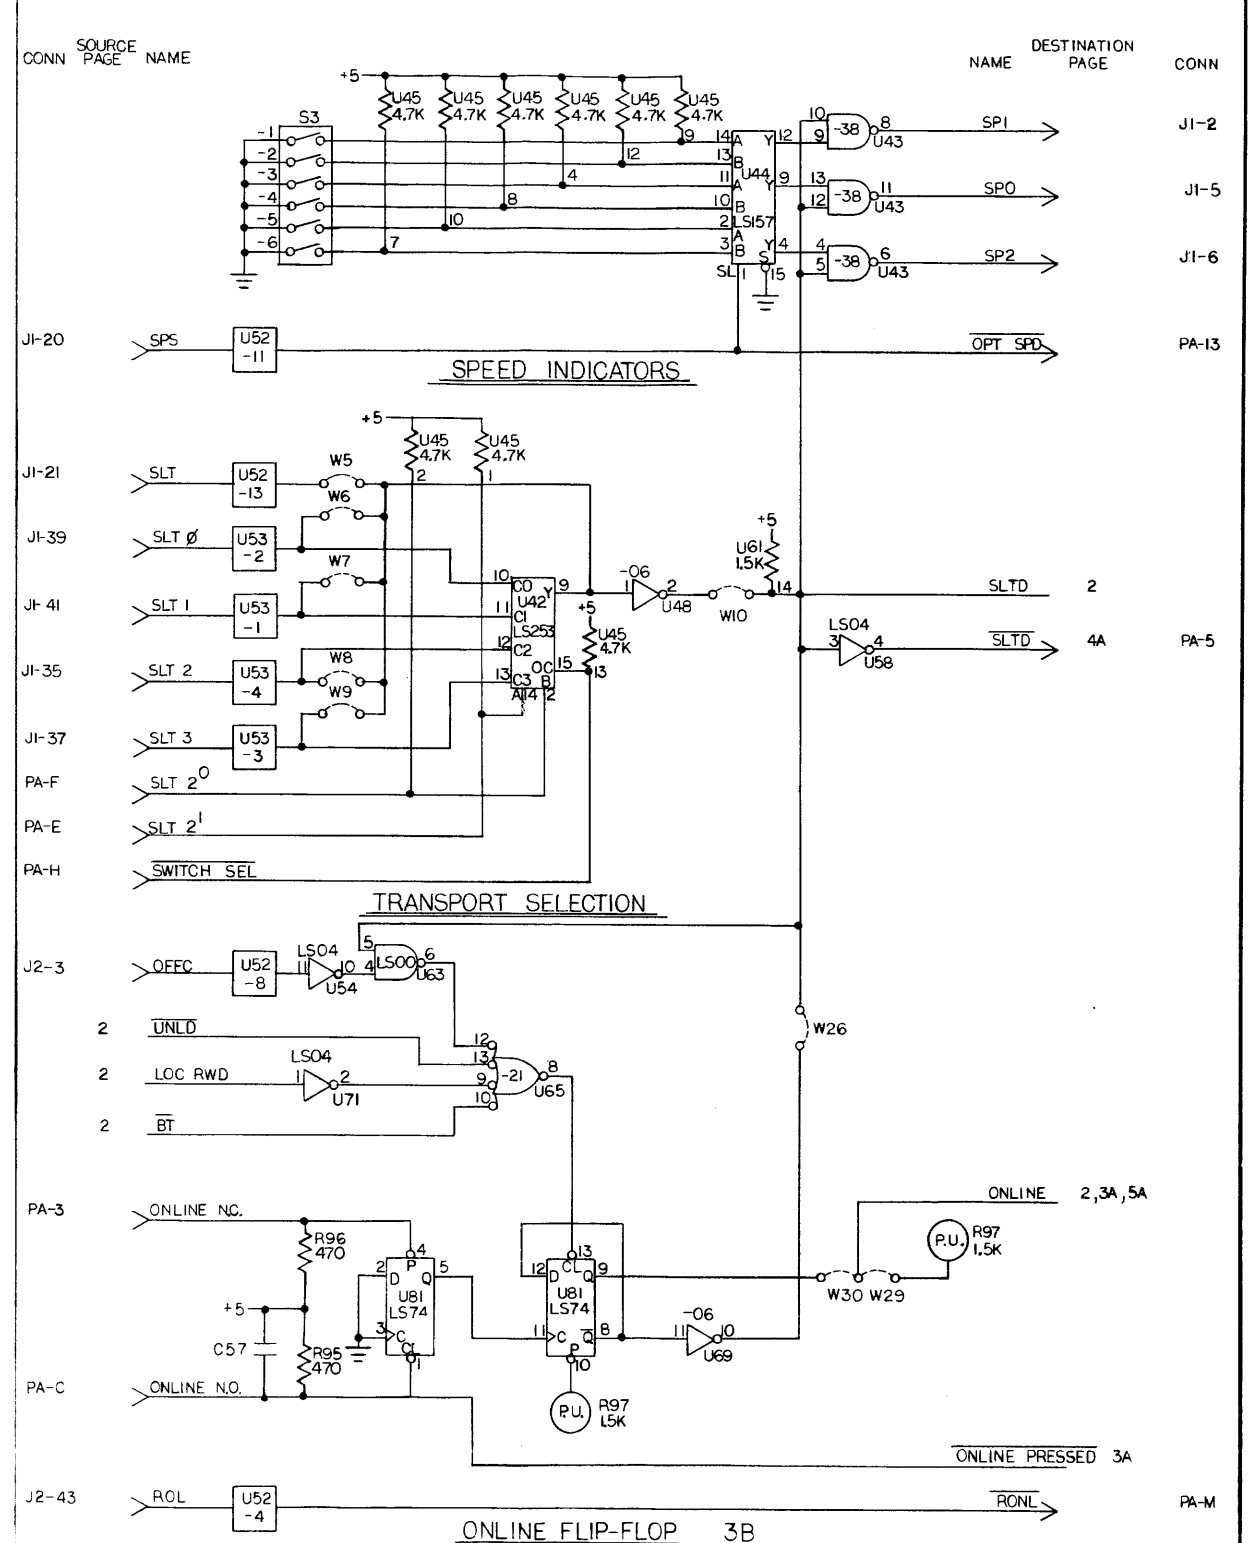 CONN SOURCE PAGE NAME
NAME DESTINATION PAGE CONN
+5
U45 4.7K
U45 4.7K
U45 4.7K
U45 4.7K
U45 4.7K
U45 4.7K
S3
-1
-2
-3
-4
-5
-6
9
12
4
8
10
7
14 A Y 12
13 B
11 A U44 Y 9
10 B
2 LS157
A
3 B Y 4
S
SL 1 15
10
9 -38 8 U43
13
12 -38 11 U43
4
5 -38 6 U43
SP1 J1-2
SP0 J1-5
SP2 J1-6
J1-20 SPS U52 -11 OPT SPD PA-13
SPEED INDICATORS
+5
U45 4.7K
U45 4.7K
2
1
J1-21 SLT U52 -13 W5
W6
J1-39 SLT Ø U53 -2
W7
J1-41 SLT 1 U53 -1
W8
J1-35 SLT 2 U53 -4
W9
J1-37 SLT 3 U53 -3
10 C0 Y 9
U42
11 C1
LS253
12 C2
OC 15
13 C3 B
A 14 2
+5
U45 4.7K
13
-06
1 2
U48
W10
+5
U61 1.5K
14
SLTD 2
LS04
3 4
U58
SLTD 4A PA-5
PA-F SLT 2⁰
PA-E SLT 2¹
PA-H SWITCH SEL
TRANSPORT SELECTION
J2-3 OFFC U52 -8
LS04
11 10
U54
5
4 LS00 6
U63
2 UNLD
2 LOC RWD
LS04
1 2
U71
2 BT
12
13
9
10
-21 8
U65
W26
PA-3 ONLINE N.C.
R96 470
+5
C57
R95 470
PA-C ONLINE N.O.
4
P
2 D Q 5
U81
LS74
3 C
CL
1
13
CL
12 D Q 9
U81
LS74
11 C Q 8
P
10
P.U. R97 1.5K
-06
11 10
U69
ONLINE 2,3A,5A
P.U. R97 1.5K
W30 W29
ONLINE PRESSED 3A
J2-43 ROL U52 -4 RONL PA-M
ONLINE FLIP-FLOP 3B